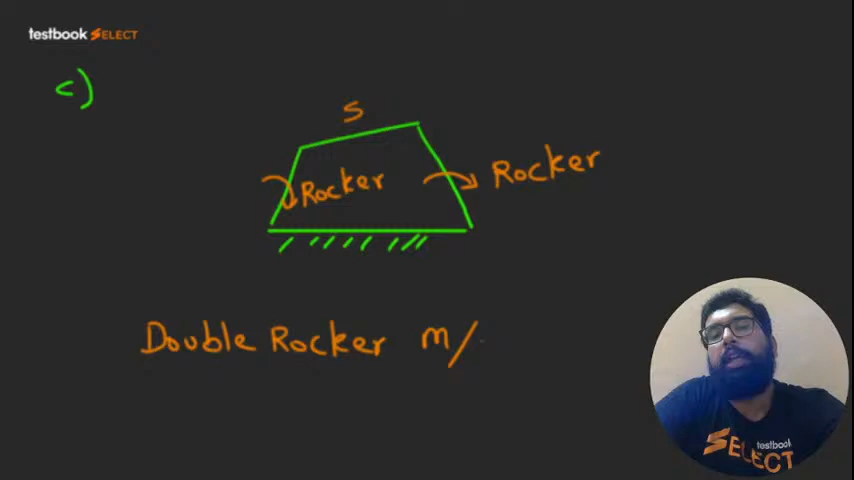 testbook SELECT
c)
S
Rocker
Rocker
Double Rocker m/
testbook
SELECT